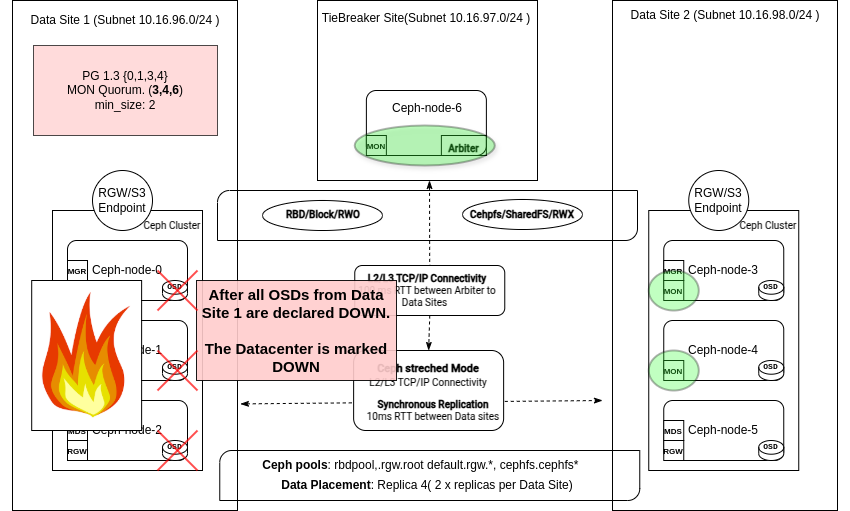 Data Site 1 (Subnet 10.16.96.0/24 )
TieBreaker Site(Subnet 10.16.97.0/24 )
Data Site 2 (Subnet 10.16.98.0/24 )
PG 1.3 {0,1,3,4}
MON Quorum. (3,4,6)
min_size: 2
Ceph-node-6
MON
Arbiter
RGW/S3
Endpoint
Ceph Cluster
RBD/Block/RWO
Cehpfs/SharedFS/RWX
RGW/S3
Endpoint
Ceph Cluster
MGR
Ceph-node-0
OSD
L2/L3 TCP/IP Connectivity
RTT between Arbiter to
Data Sites
MGR
Ceph-node-3
MON
OSD
After all OSDs from Data
Site 1 are declared DOWN.
The Datacenter is marked
DOWN
de-1
OSD
Ceph streched Mode
L2/L3 TCP/IP Connectivity
Synchronous Replication
10ms RTT between Data sites
Ceph-node-4
MON
OSD
MDS
Ceph-node-2
RGW
OSD
MDS
Ceph-node-5
RGW
OSD
Ceph pools: rbdpool,.rgw.root default.rgw.*, cephfs.cephfs*
Data Placement: Replica 4( 2 x replicas per Data Site)